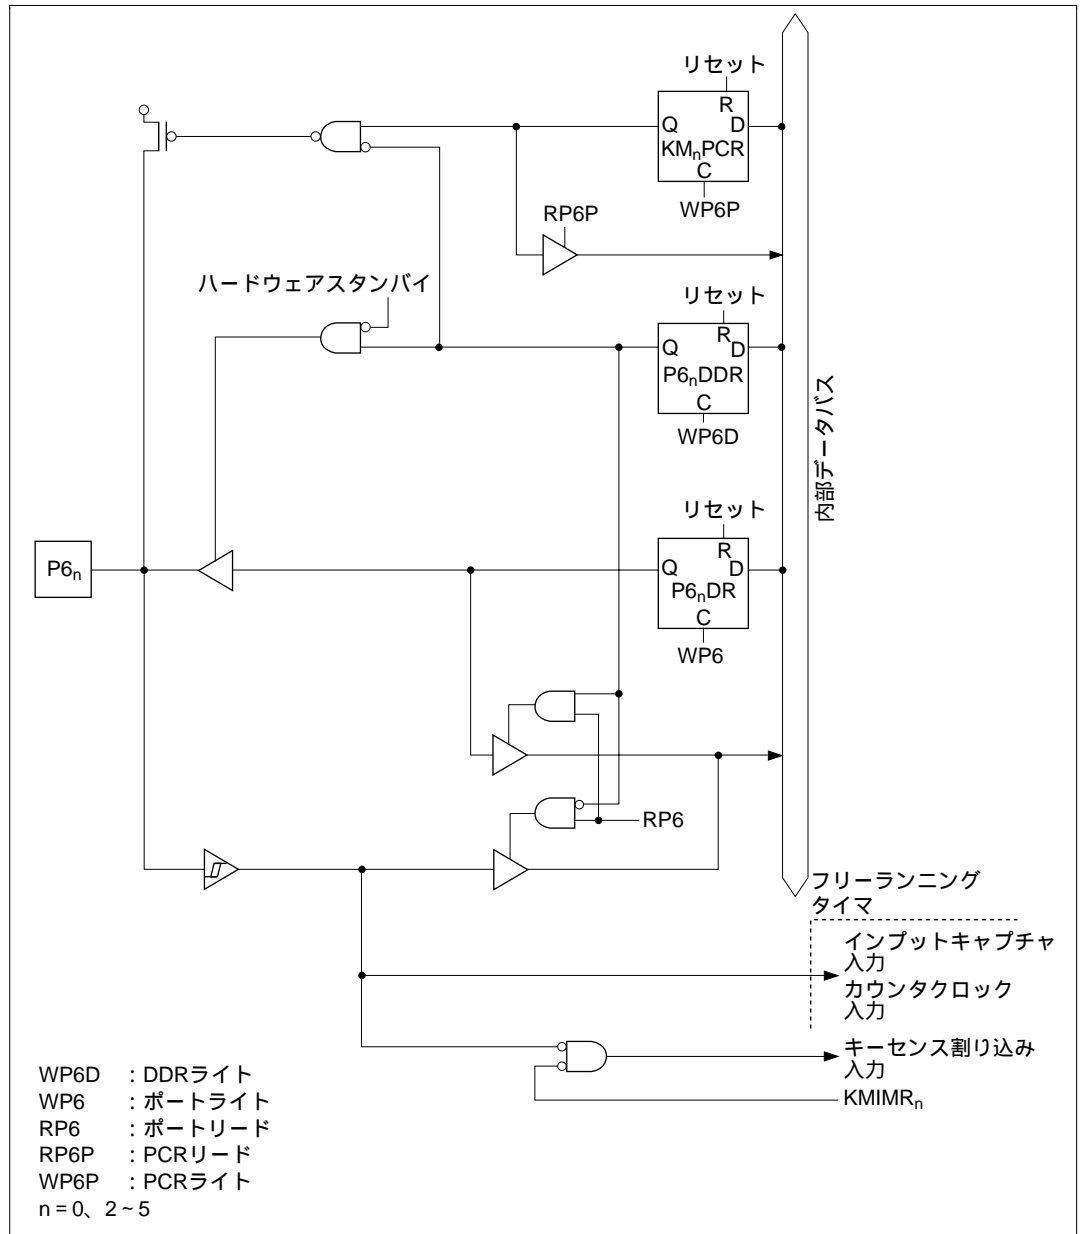 リセット
R
Q D
KMnPCR
C
WP6P
RP6P
ハードウェアスタンバイ
リセット
R
Q D
P6nDDR
C
WP6D
内部データバス
リセット
R
Q D
P6nDR
C
WP6
P6n
RP6
フリーランニング
タイマ
インプットキャプチャ
入力
カウンタクロック
入力
キーセンス割り込み
入力
KMIMRn
WP6D :DDRライト
WP6 :ポートライト
RP6 :ポートリード
RP6P :PCRリード
WP6P :PCRライト
n = 0、2~5